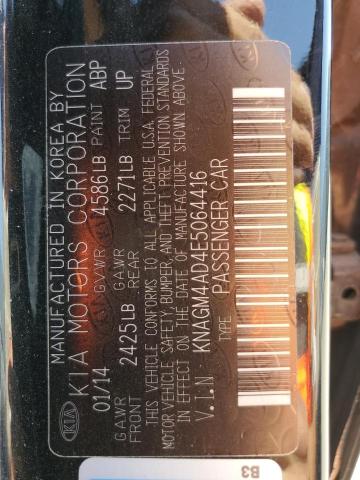 KIA
MANUFACTURED IN KOREA BY
KIA MOTORS CORPORATION
01/14 GVWR 4586LB PAINT ABP
GAWR FRONT 2425LB GAWR REAR 2271LB TRIM UP
THIS VEHICLE CONFORMS TO ALL APPLICABLE U.S.A. FEDERAL
MOTOR VEHICLE SAFETY, BUMPER, AND THEFT PREVENTION STANDARDS
IN EFFECT ON THE DATE OF MANUFACTURE SHOWN ABOVE.
V.I.N KNAGM4AD4E5064416
TYPE PASSENGER CAR
B3